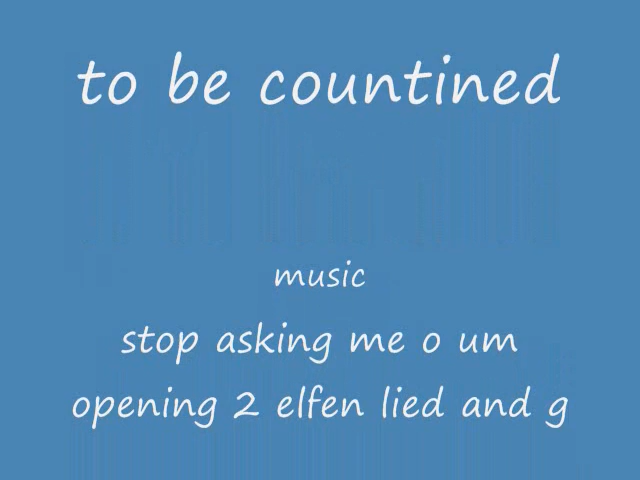 to be countined
music
stop asking me o um
opening 2 elfen lied and g